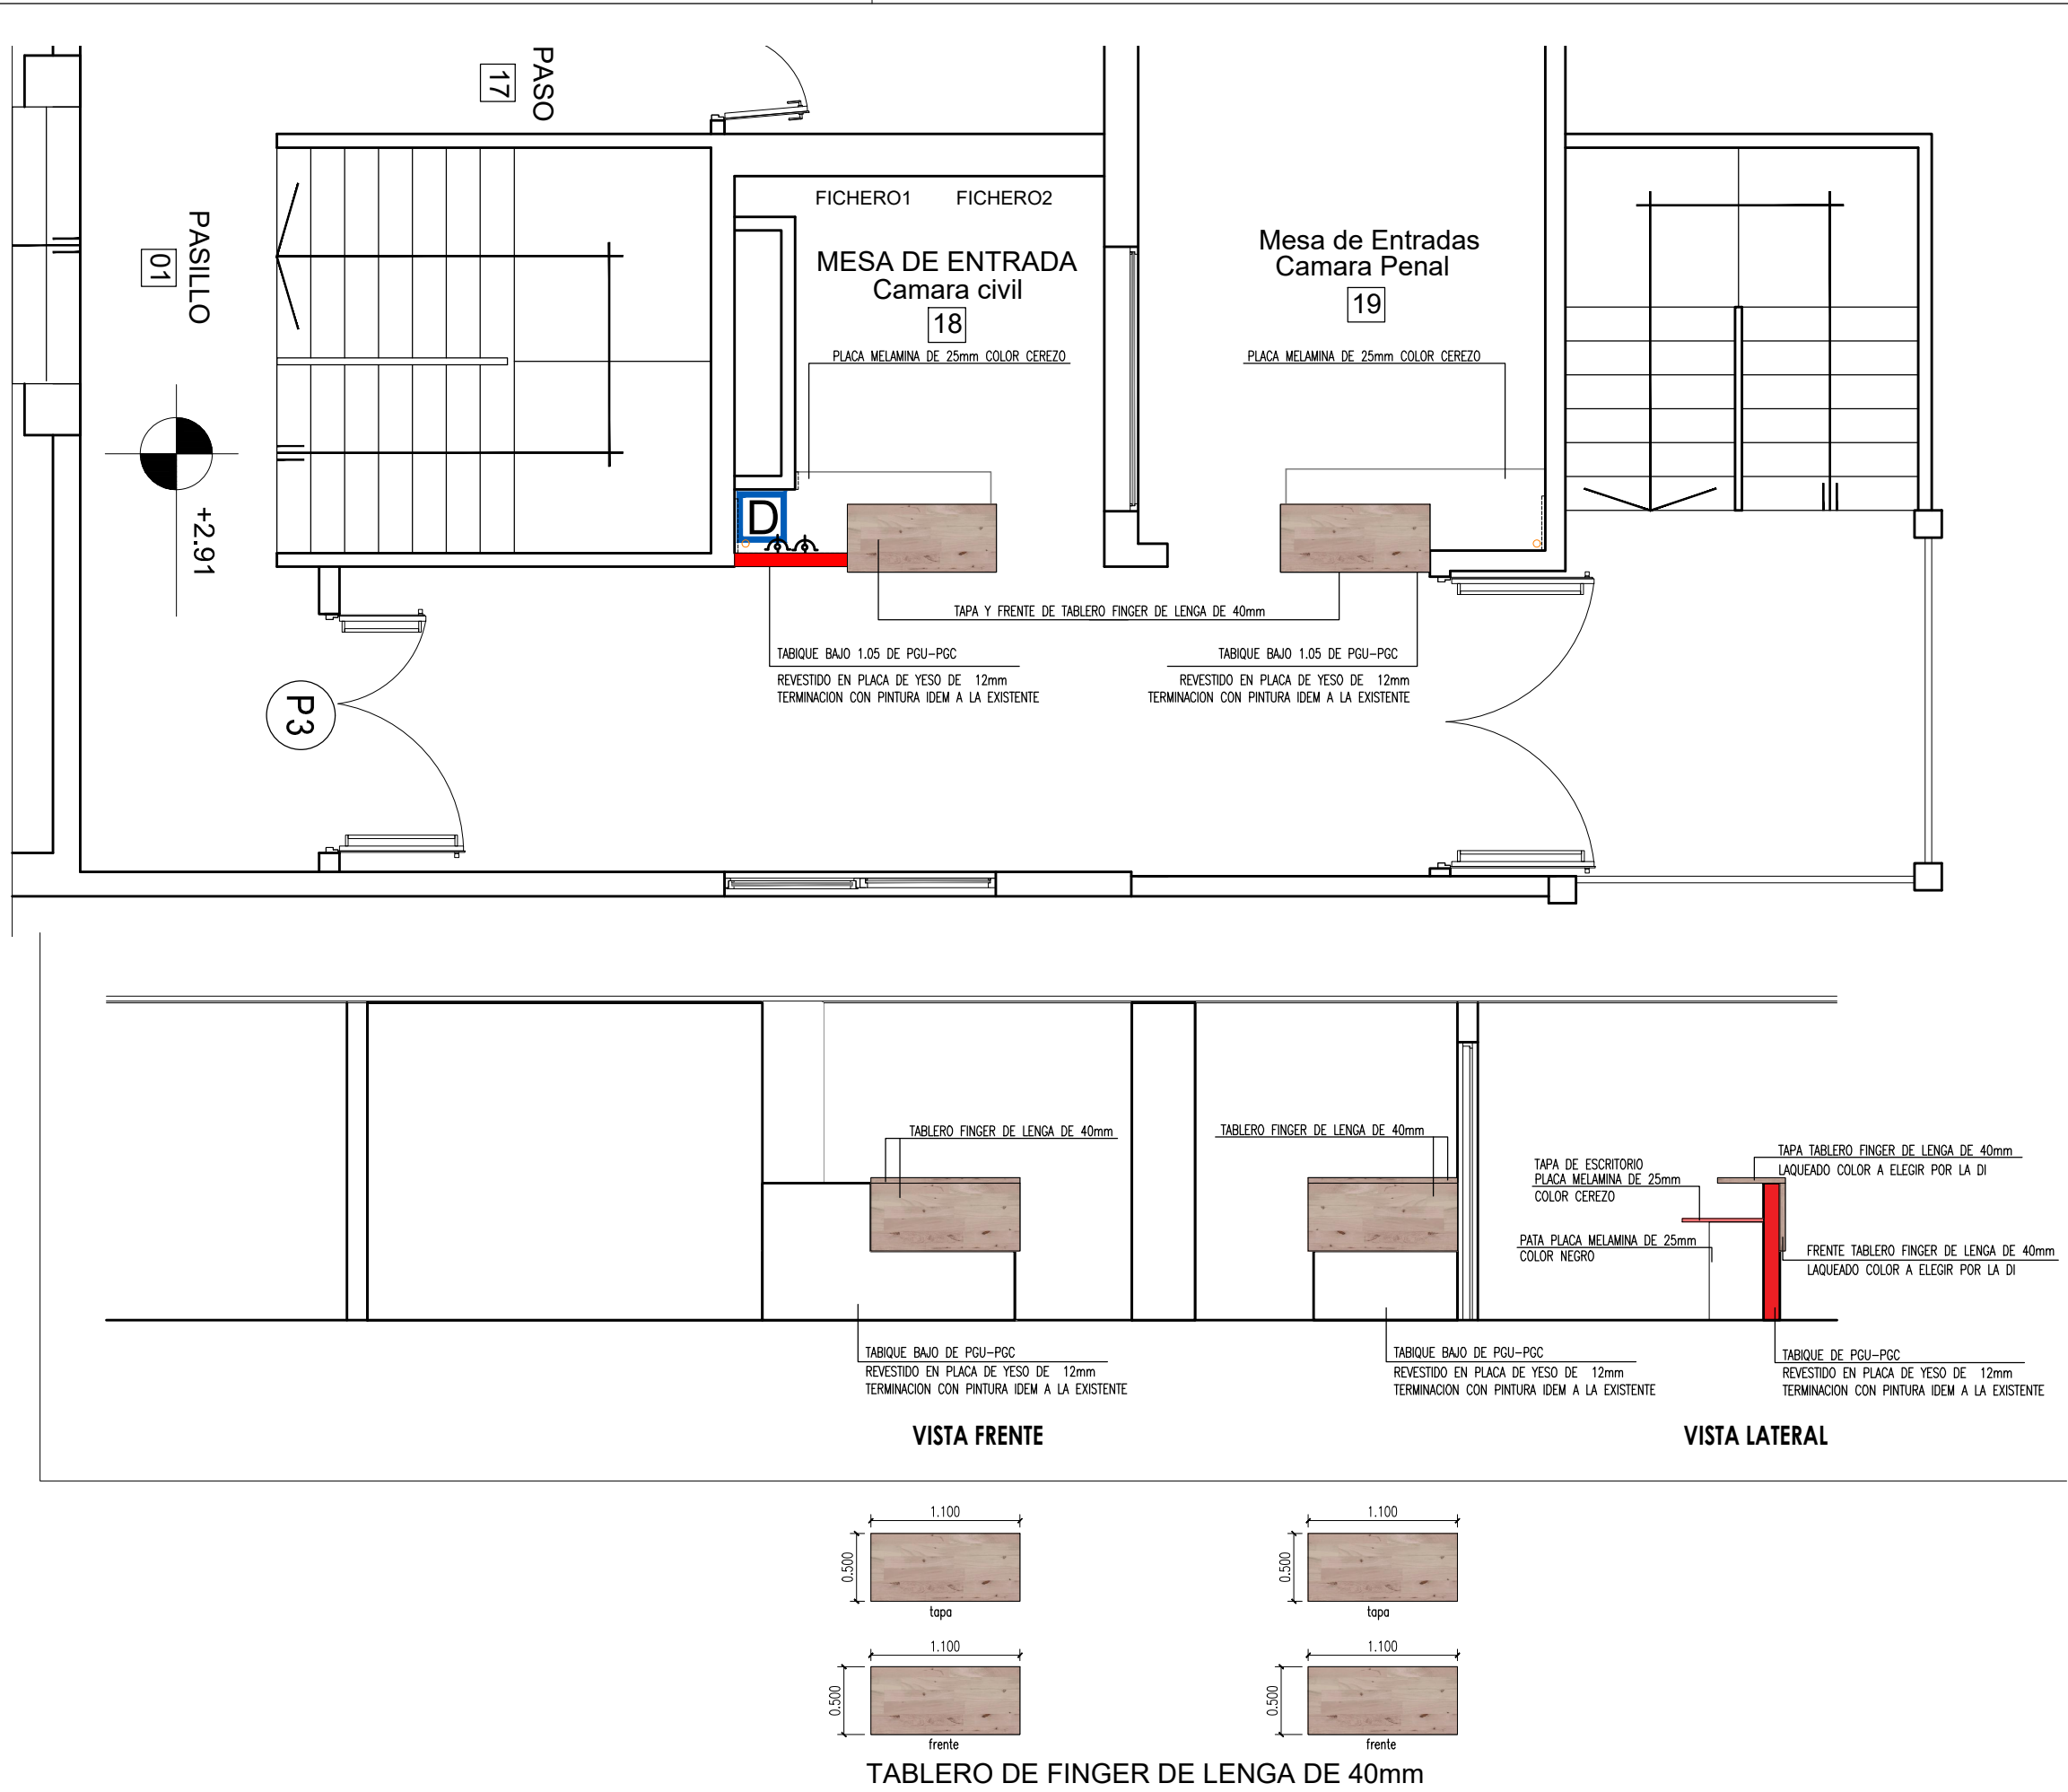 PASO
17
PASILLO
01
+2.91
P3
FICHERO1 FICHERO2
MESA DE ENTRADA
Camara civil
18
PLACA MELAMINA DE 25mm COLOR CEREZO
D
Mesa de Entradas
Camara Penal
19
PLACA MELAMINA DE 25mm COLOR CEREZO
TAPA Y FRENTE DE TABLERO FINGER DE LENGA DE 40mm
TABIQUE BAJO 1.05 DE PGU-PGC
REVESTIDO EN PLACA DE YESO DE 12mm
TERMINACION CON PINTURA IDEM A LA EXISTENTE
TABIQUE BAJO 1.05 DE PGU-PGC
REVESTIDO EN PLACA DE YESO DE 12mm
TERMINACION CON PINTURA IDEM A LA EXISTENTE
TABLERO FINGER DE LENGA DE 40mm
TABLERO FINGER DE LENGA DE 40mm
TAPA DE ESCRITORIO
PLACA MELAMINA DE 25mm
COLOR CEREZO
PATA PLACA MELAMINA DE 25mm
COLOR NEGRO
TAPA TABLERO FINGER DE LENGA DE 40mm
LAQUEADO COLOR A ELEGIR POR LA DI
FRENTE TABLERO FINGER DE LENGA DE 40mm
LAQUEADO COLOR A ELEGIR POR LA DI
TABIQUE BAJO DE PGU-PGC
REVESTIDO EN PLACA DE YESO DE 12mm
TERMINACION CON PINTURA IDEM A LA EXISTENTE
TABIQUE BAJO DE PGU-PGC
REVESTIDO EN PLACA DE YESO DE 12mm
TERMINACION CON PINTURA IDEM A LA EXISTENTE
TABIQUE DE PGU-PGC
REVESTIDO EN PLACA DE YESO DE 12mm
TERMINACION CON PINTURA IDEM A LA EXISTENTE
VISTA FRENTE
VISTA LATERAL
1.100
0.500
tapa
1.100
0.500
tapa
1.100
0.500
frente
1.100
0.500
frente
TABLERO DE FINGER DE LENGA DE 40mm